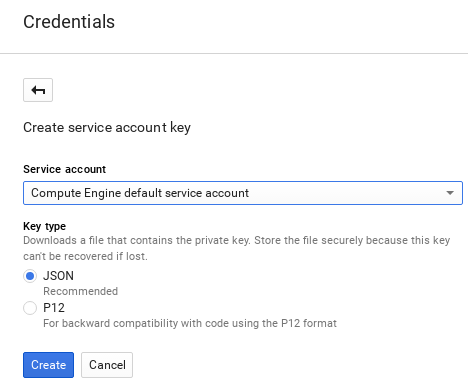 Credentials
Create service account key
Service account
Compute Engine default service account
Key type
Downloads a file that contains the private key. Store the file securely because this key
can't be recovered if lost.
JSON
Recommended
P12
For backward compatibility with code using the P12 format
Create Cancel